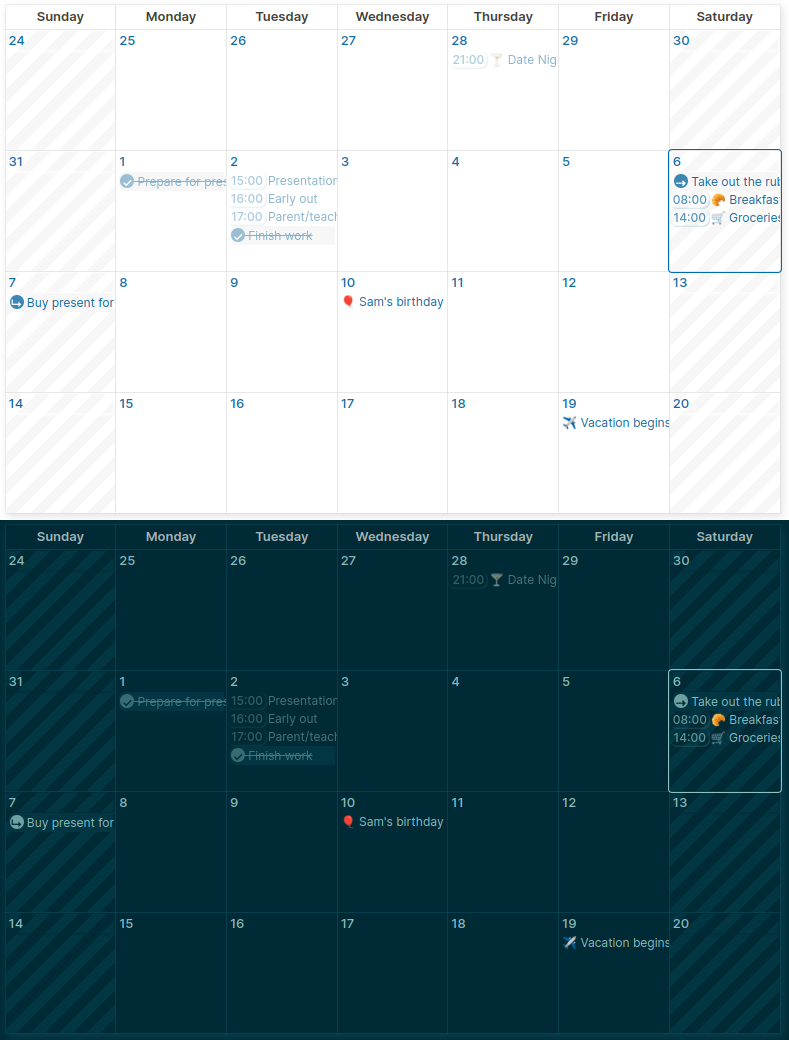 Sunday Monday Tuesday Wednesday Thursday Friday Saturday
24 25 26 27 28 29 30
21:00 Date Nig
31 1 2 3 4 5 6
Prepare for pres 15:00 Presentation Take out the rub
16:00 Early out 08:00 Breakfas
17:00 Parent/teach 14:00 Groceries
Finish work
7 8 9 10 11 12 13
Buy present for Sam's birthday
14 15 16 17 18 19 20
Vacation begins
Sunday Monday Tuesday Wednesday Thursday Friday Saturday
24 25 26 27 28 29 30
21:00 Date Nig
31 1 2 3 4 5 6
Prepare for pres 15:00 Presentation Take out the rub
16:00 Early out 08:00 Breakfas
17:00 Parent/teach 14:00 Groceries
Finish work
7 8 9 10 11 12 13
Buy present for Sam's birthday
14 15 16 17 18 19 20
Vacation begins